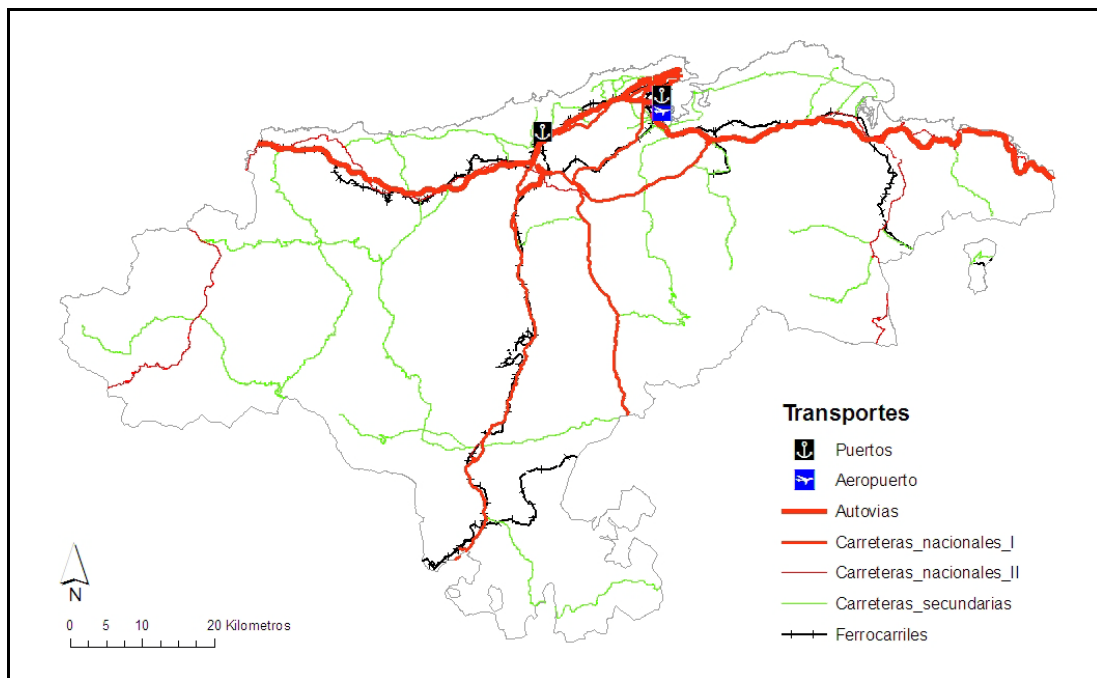 Transportes
Puertos
Aeropuerto
Autovias
Carreteras_nacionales_I
Carreteras_nacionales_II
Carreteras_secundarias
Ferrocarriles
N
0 5 10 20 Kilometros